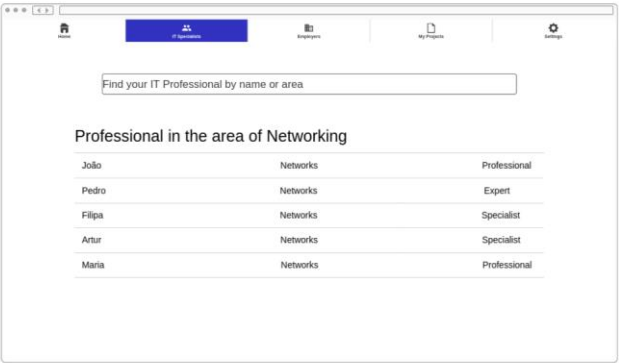 Home IT Specialists Employers My Projects Settings
Find your IT Professional by name or area
Professional in the area of Networking
João Networks Professional
Pedro Networks Expert
Filipa Networks Specialist
Artur Networks Specialist
Maria Networks Professional